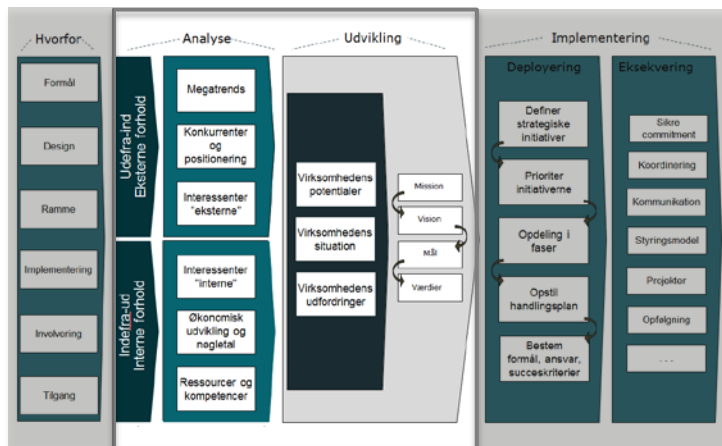 Hvorfor
Analyse
Udvikling
Implementering
Deployering
Eksekvering
Formål
Design
Ramme
Implementering
Involvering
Tilgang
Udefra-ind
Eksterne forhold
Indefra-ud
Interne forhold
Megatrends
Konkurrenter
og
positionering
Interessenter
"eksterne"
Interessenter
"interne"
Økonomisk
udvikling og
nøgletal
Ressourcer og
kompetencer
Virksomhedens
potentialer
Virksomhedens
situation
Virksomhedens
udfordringer
Mission
Vision
Mål
Værdier
Definer
strategiske
initiativer
Prioriter
initiativerne
Opdeling i
faser
Opstil
handlingsplan
Bestem
formål, ansvar,
succeskriterier
Sikre
commitment
Koordinering
Kommunikation
Styringsmodel
Projekter
Opfølgning
. . .